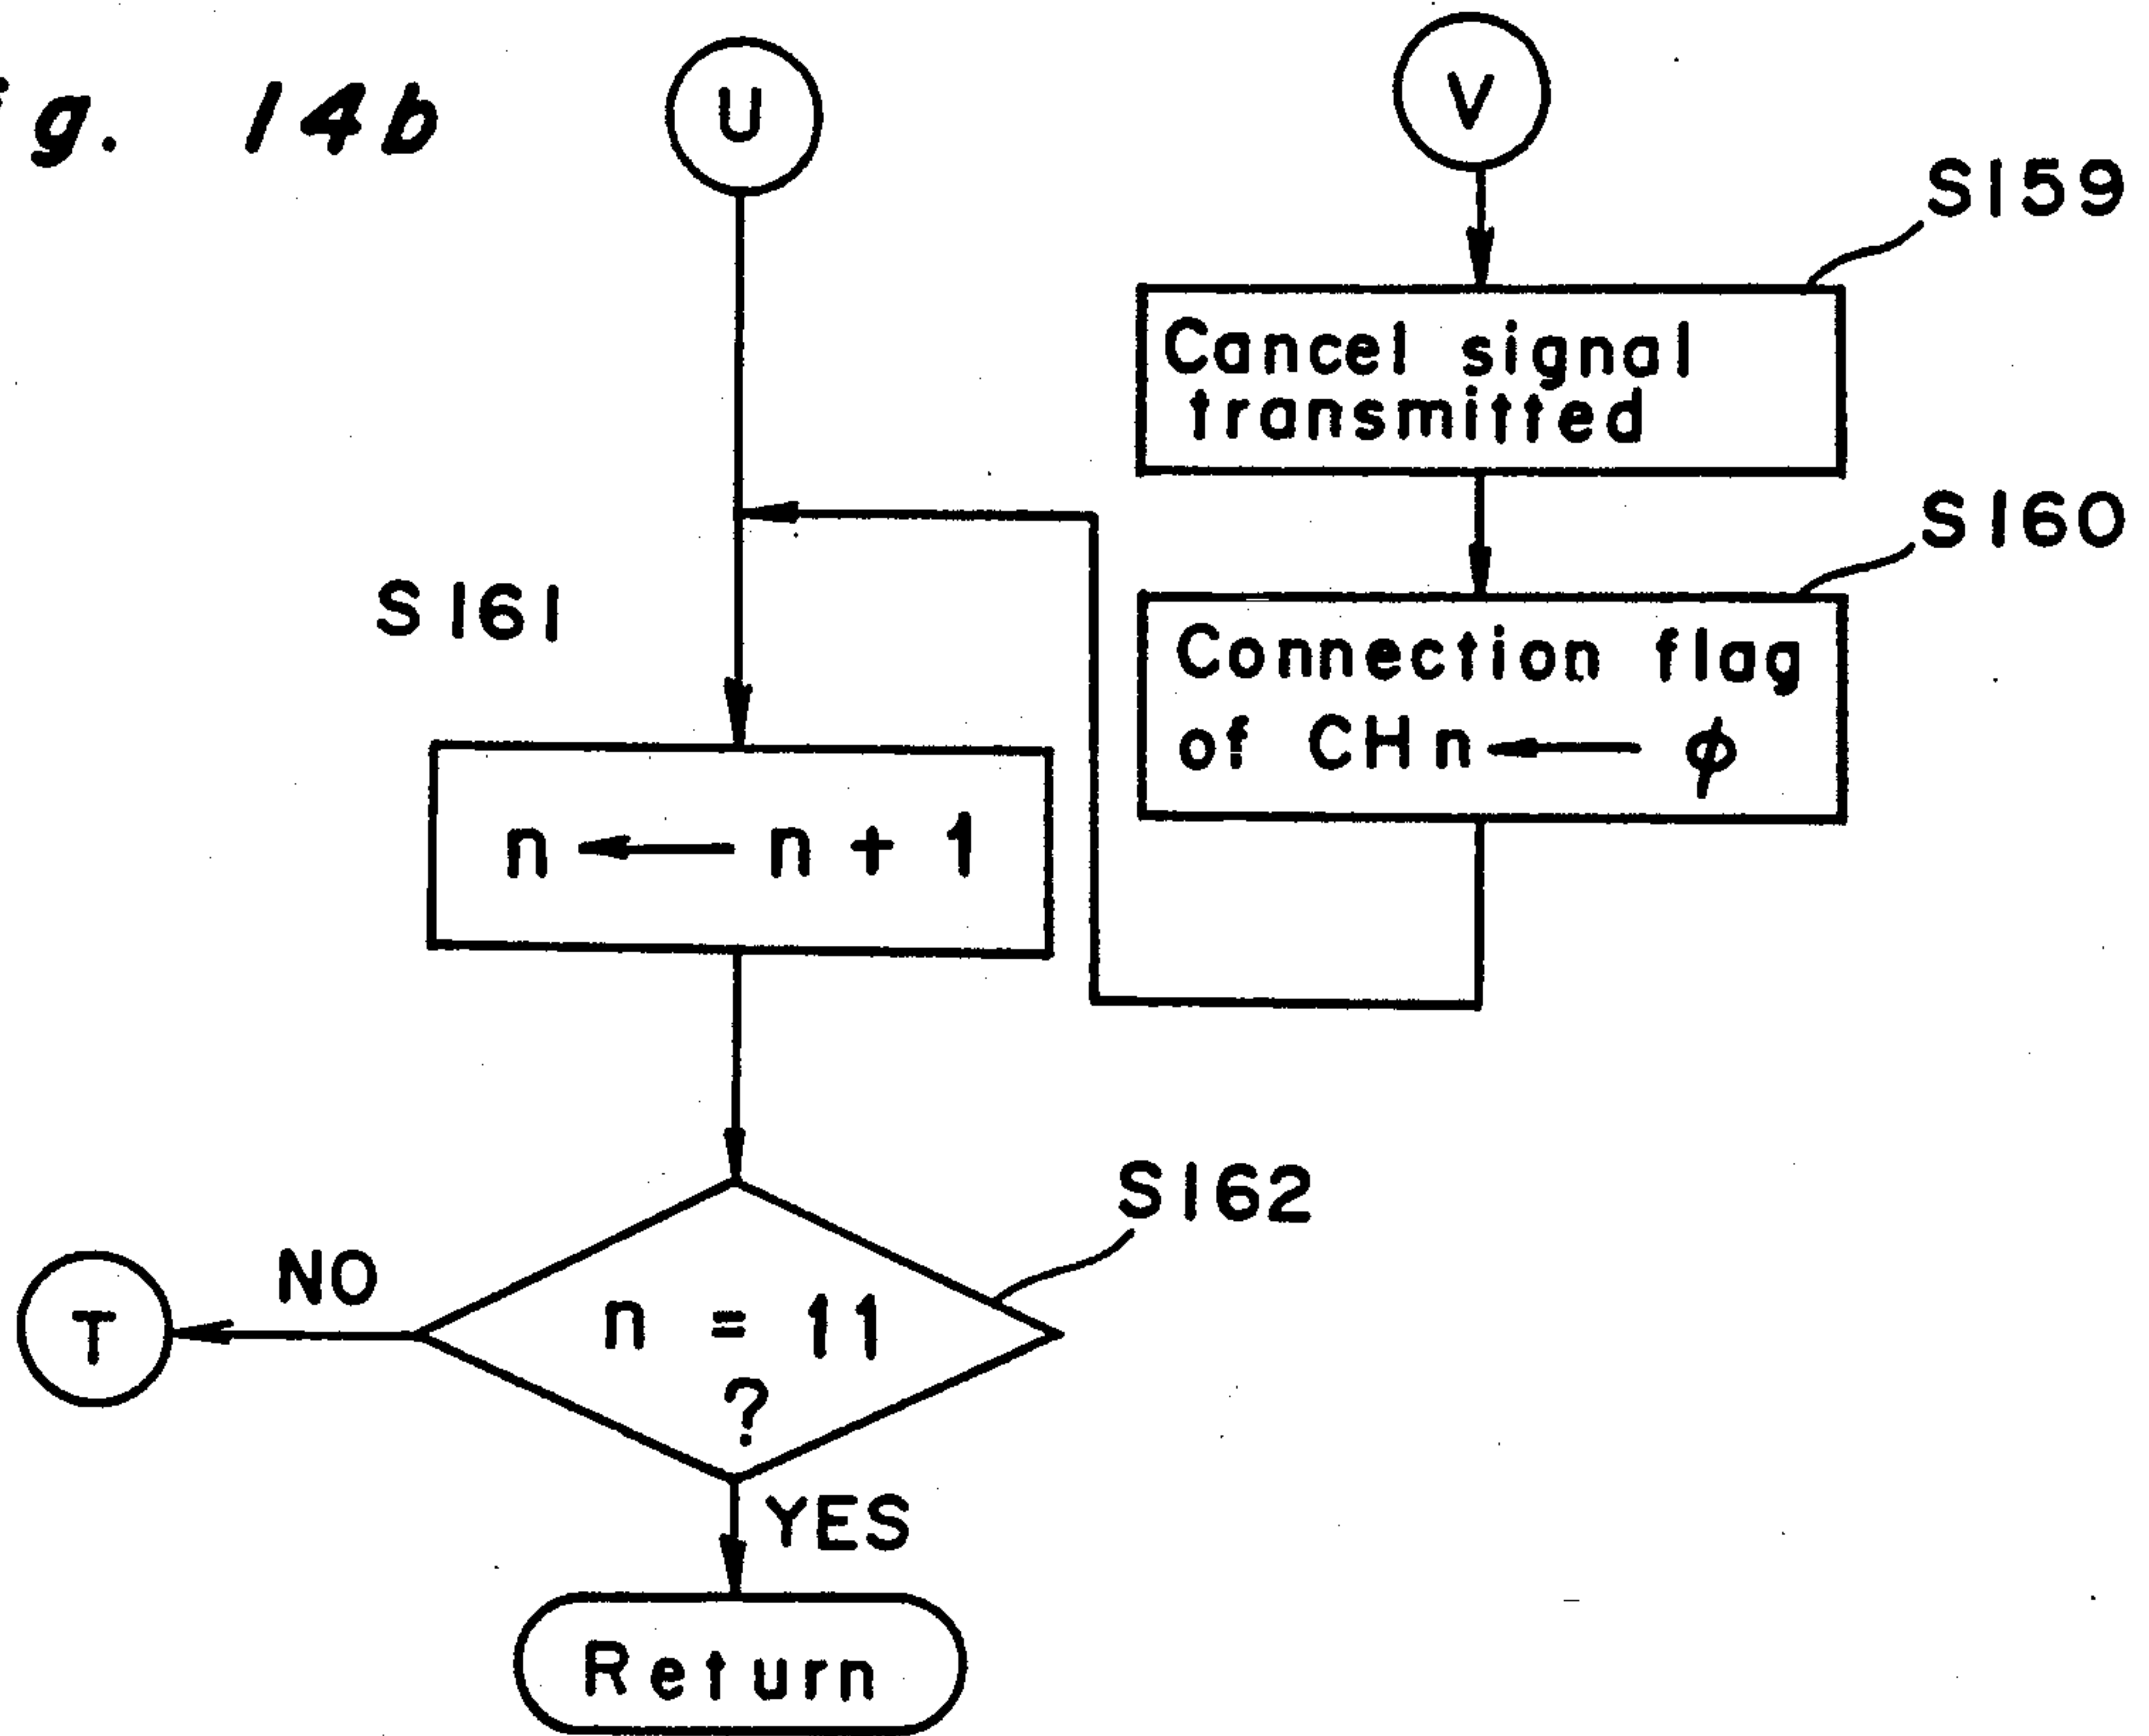 g. 14b
U
V
S159
Cancel signal
transmitted
S160
Connection flag
of CHn ← φ
S161
n ← n + 1
S162
n = 11
?
NO
T
YES
Return